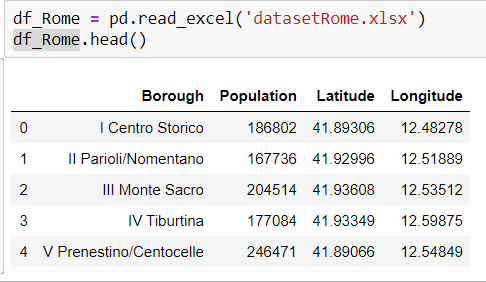 df_Rome = pd.read_excel('datasetRome.xlsx')
df_Rome.head()
Borough Population Latitude Longitude
0 I Centro Storico 186802 41.89306 12.48278
1 II Parioli/Nomentano 167736 41.92996 12.51889
2 III Monte Sacro 204514 41.93608 12.53512
3 IV Tiburtina 177084 41.93349 12.59875
4 V Prenestino/Centocelle 246471 41.89066 12.54849